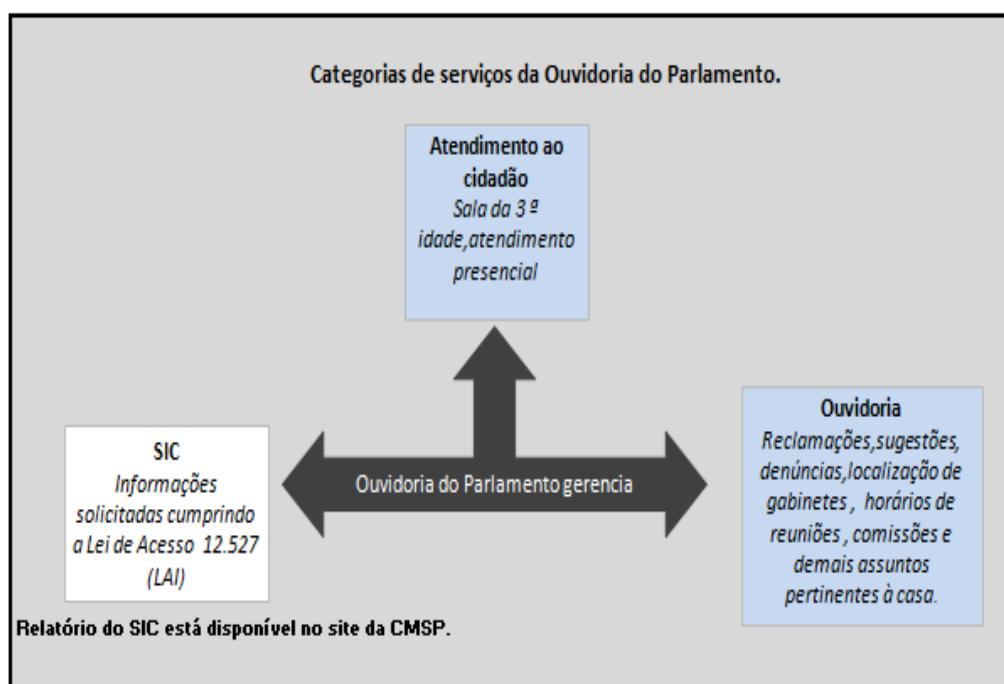 Categorias de serviços da Ouvidoria do Parlamento.
Atendimento ao
cidadão
Sala da 3 ª
idade,atendimento
presencial
SIC
Informações
solicitadas cumprindo
a Lei de Acesso 12.527
(LAI)
Ouvidoria do Parlamento gerencia
Ouvidoria
Reclamações,sugestões,
denúncias,localização de
gabinetes , horários de
reuniões , comissões e
demais assuntos
pertinentes à casa.
Relatório do SIC está disponível no site da CMSP.